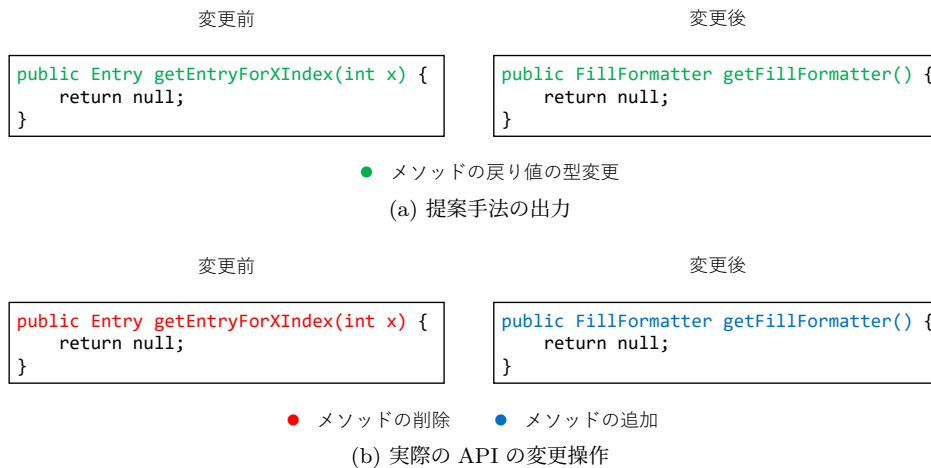 変更前
変更後
public Entry getEntryForXIndex(int x) {
    return null;
}
public FillFormatter getFillFormatter() {
    return null;
}
● メソッドの戻り値の型変更
(a) 提案手法の出力
変更前
変更後
public Entry getEntryForXIndex(int x) {
    return null;
}
public FillFormatter getFillFormatter() {
    return null;
}
● メソッドの削除 ● メソッドの追加
(b) 実際の API の変更操作